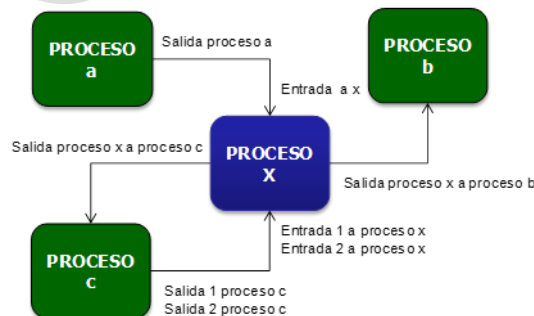 PROCESO
a
Salida proceso a
PROCESO
b
Entrada a x
Salida proceso x a proceso c
PROCESO
X
Salida proceso x a proceso b
PROCESO
c
Entrada 1 a proceso x
Entrada 2 a proceso x
Salida 1 proceso c
Salida 2 proceso c